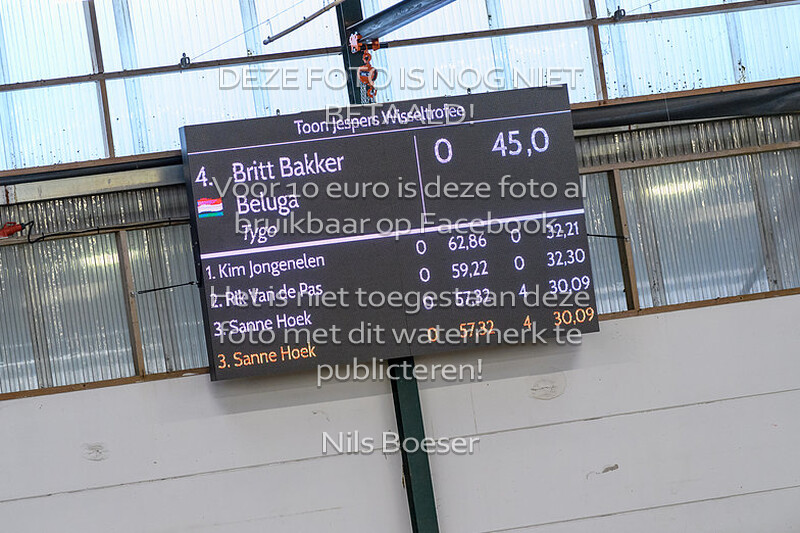 DEZE FOTO IS NOG NIET
BETAALD!
Toon Jespers Wisseltrofee
4. Britt Bakker 0 45,0
Voor 10 euro is deze foto al
Beluga
bruikbaar op Facebook
Tygo
1. Kim Jongenelen 0 62,86 0 32,21
2. Rik Van de Pas 0 59,22 0 32,30
Het is niet toegestaan deze
3. Sanne Hoek 0 57,32 4 30,09
foto met dit watermerk te
3. Sanne Hoek 0 57,32 4 30,09
publiceren!
Nils Boeser